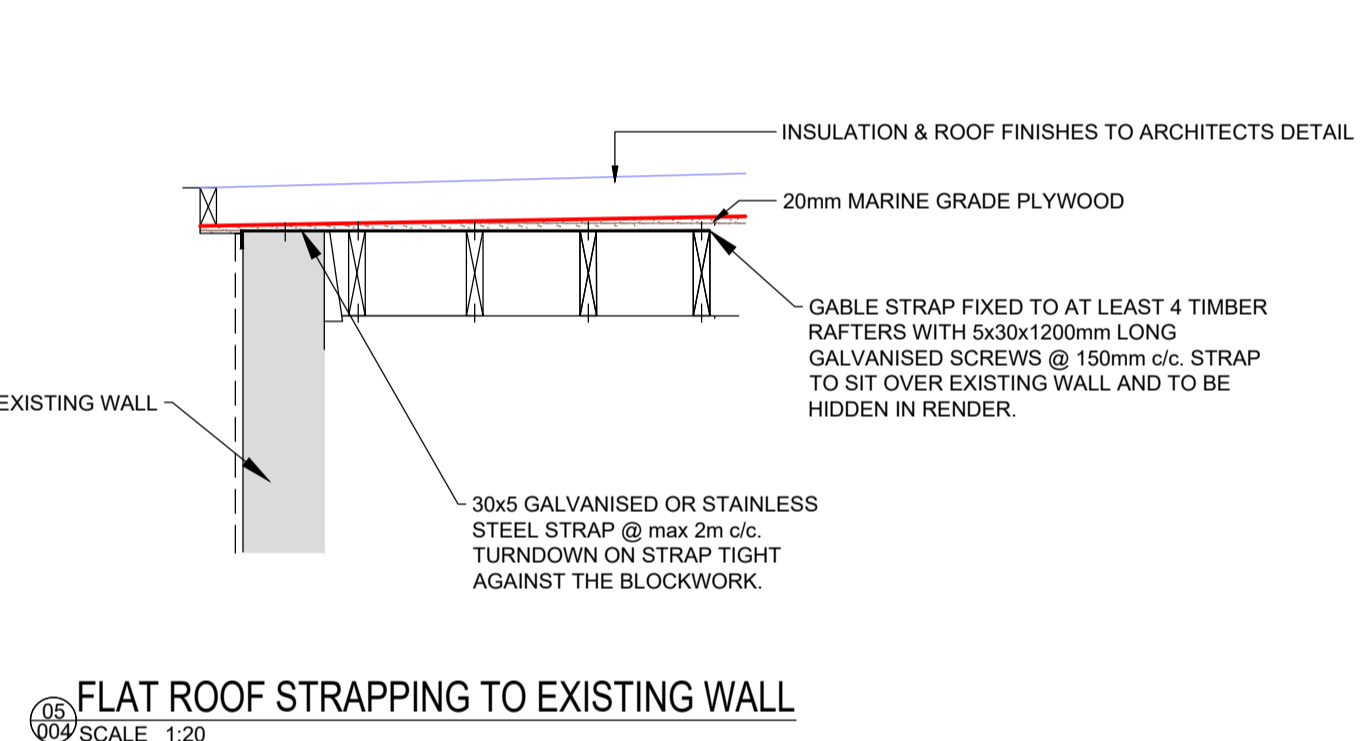 INSULATION & ROOF FINISHES TO ARCHITECTS DETAIL
20mm MARINE GRADE PLYWOOD
GABLE STRAP FIXED TO AT LEAST 4 TIMBER
RAFTERS WITH 5x30x1200mm LONG
GALVANISED SCREWS @ 150mm c/c. STRAP
TO SIT OVER EXISTING WALL AND TO BE
HIDDEN IN RENDER.
EXISTING WALL
30x5 GALVANISED OR STAINLESS
STEEL STRAP @ max 2m c/c.
TURNDOWN ON STRAP TIGHT
AGAINST THE BLOCKWORK.
05
FLAT ROOF STRAPPING TO EXISTING WALL
004
SCALE 1:20